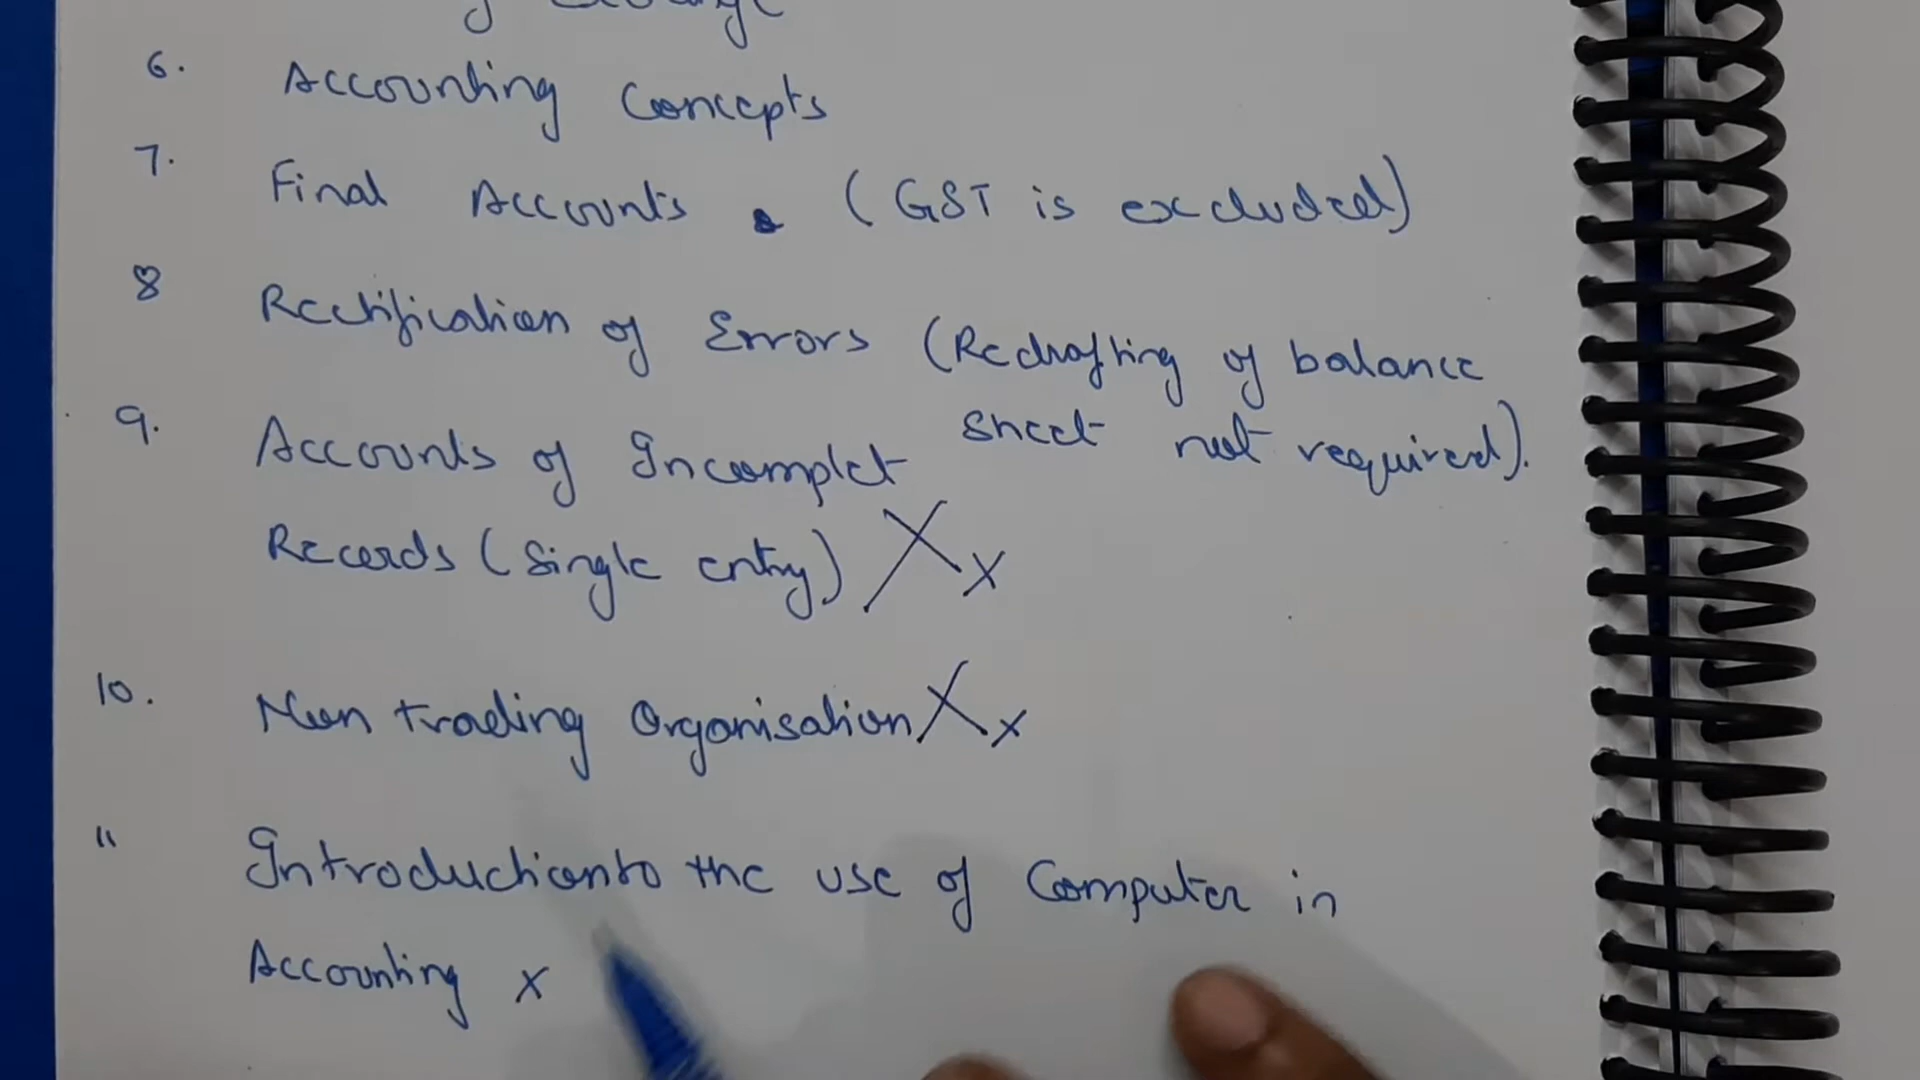 6. Accounting Concepts
7. Final Accounts (GST is excluded)
8 Rectification of Errors (Redrafting of balance
sheet not required).
9. Accounts of Incomplet
Records (Single entry) X x
10. Non trading Organisation X x
11 Introduction to the use of Computer in
Accounting x